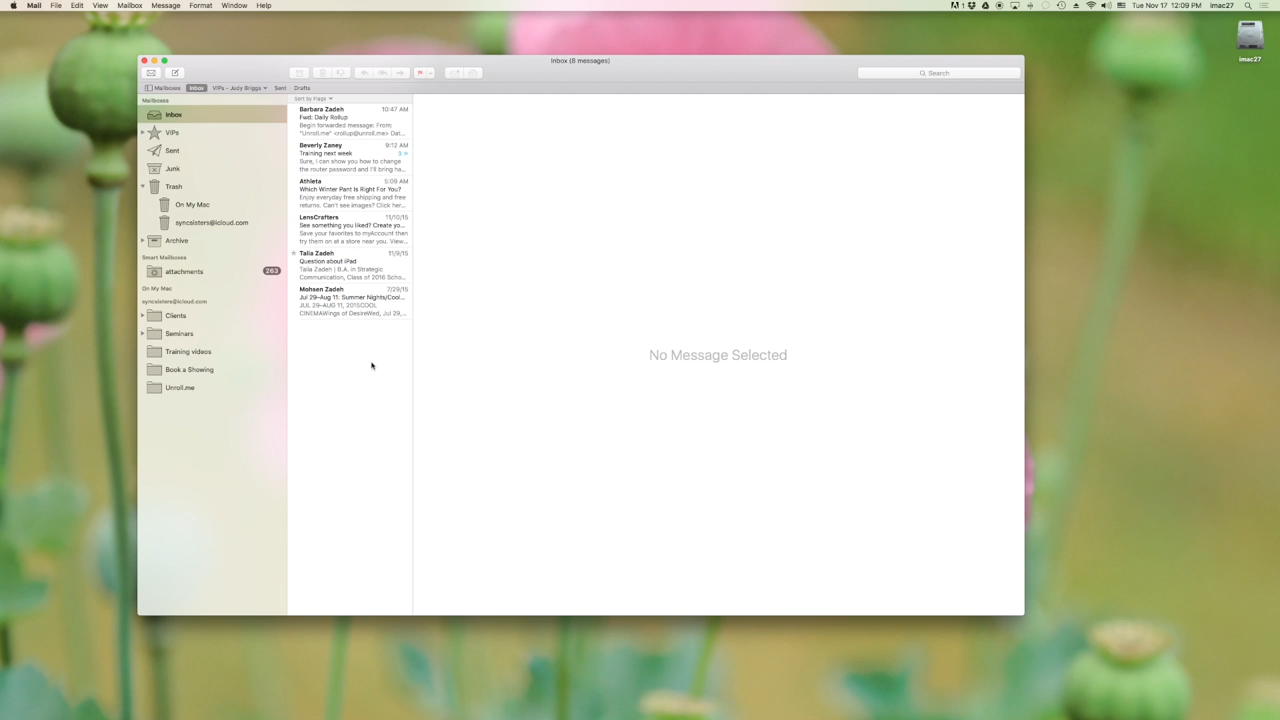 Mail File Edit View Mailbox Message Format Window Help
1 Tue Nov 17 12:09 PM imac27
imac27
Inbox (8 messages)
Search
Mailboxes Inbox VIPs – Judy Briggs Sent Drafts
Mailboxes
Inbox
VIPs
Sent
Junk
Trash
On My Mac
syncsisters@icloud.com
Archive
Smart Mailboxes
attachments 263
On My Mac
syncsisters@icloud.com
Clients
Seminars
Training videos
Book a Showing
Unroll.me
Sort by Flags
Barbara Zadeh 10:47 AM
Fwd: Daily Rollup
Begin forwarded message: From:
"Unroll.me" <rollup@unroll.me> Dat...
Beverly Zaney 9:12 AM
Training next week 3 »
Sure, I can show you how to change
the router password and I'll bring ha...
Athleta 5:09 AM
Which Winter Pant Is Right For You?
Enjoy everyday free shipping and free
returns. Can't see images? Click her...
LensCrafters 11/10/15
See something you liked? Create yo...
Save your favorites to myAccount then
try them on at a store near you. View...
Talia Zadeh 11/9/15
Question about iPad
Talia Zadeh | B.A. in Strategic
Communication, Class of 2016 Scho...
Mohsen Zadeh 7/29/15
Jul 29–Aug 11: Summer Nights/Cool...
JUL 29–AUG 11, 2015COOL
CINEMAWings of DesireWed, Jul 29,...
No Message Selected